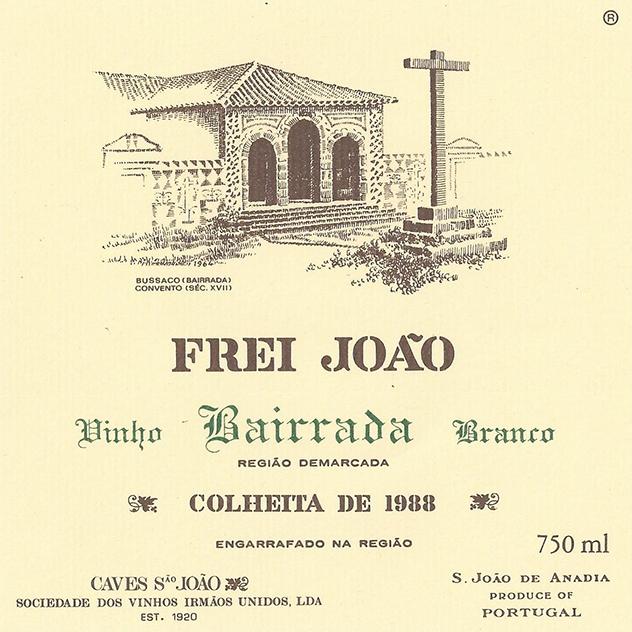 ®
BUSSACO (BAIRRADA)
CONVENTO (SÉC. XVII)
FREI JOÃO
Vinho Bairrada Branco
REGIÃO DEMARCADA
COLHEITA DE 1988
ENGARRAFADO NA REGIÃO
750 ml
CAVES SÃO JOÃO
SOCIEDADE DOS VINHOS IRMÃOS UNIDOS, LDA
EST. 1920
S. JOÃO DE ANADIA
PRODUCE OF
PORTUGAL